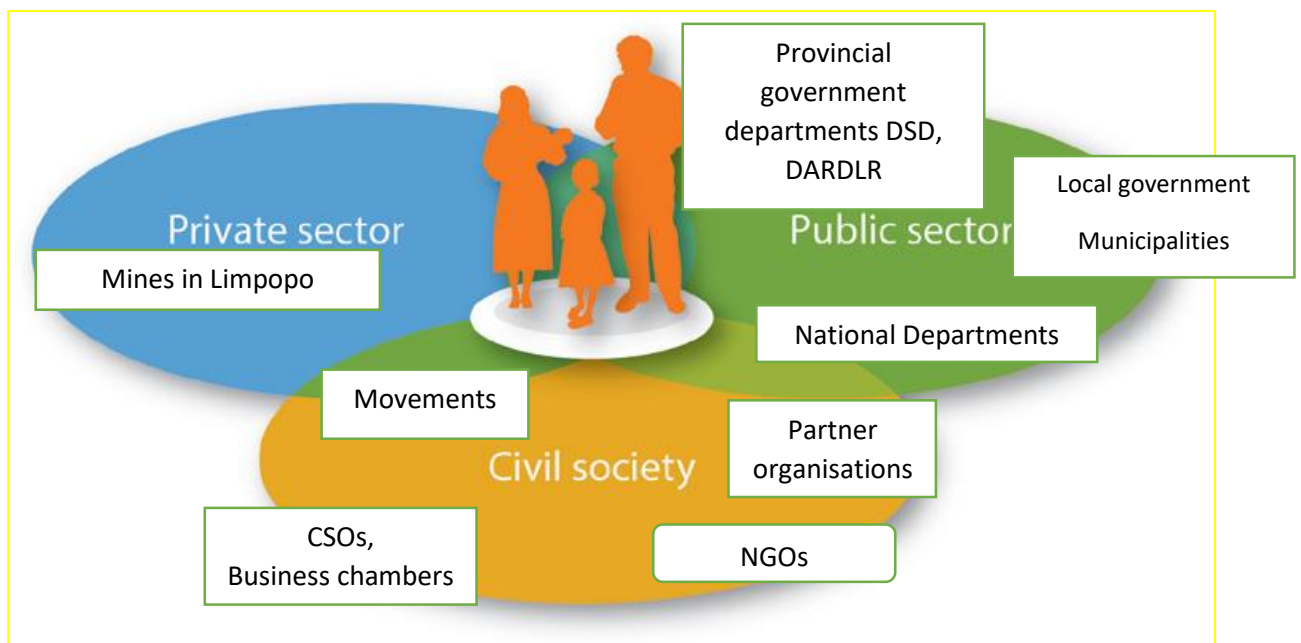 Provincial
government
departments DSD,
DARDLR
Local government
Municipalities
Private sector
Public sector
Mines in Limpopo
National Departments
Movements
Partner
organisations
Civil society
CSOs,
Business chambers
NGOs